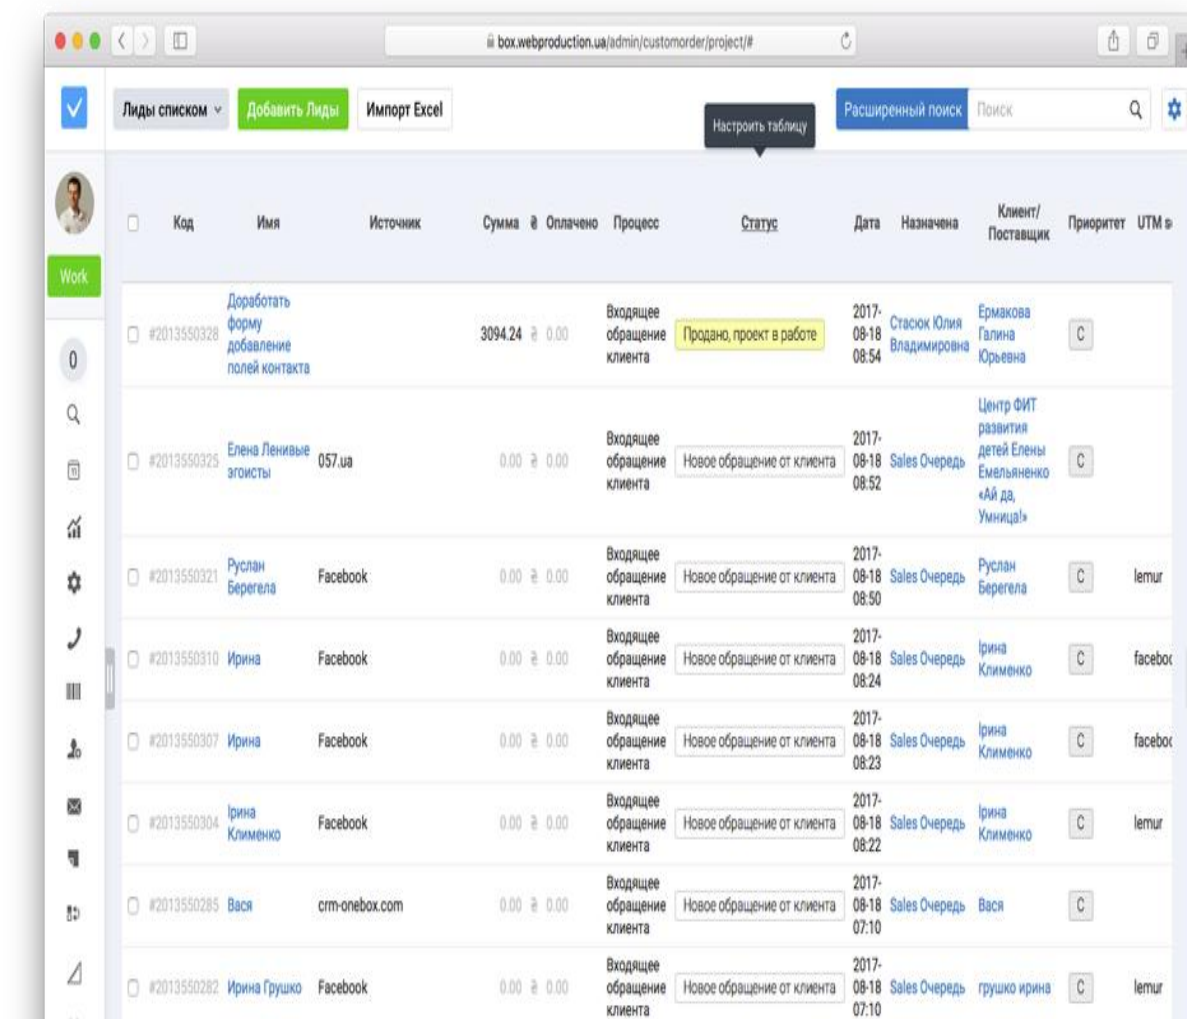 box.webproduction.ua/admin/customorder/project/#
Лиды списком
Добавить Лиды
Импорт Excel
Настроить таблицу
Расширенный поиск
Поиск
Work
0
Код Имя Источник Сумма ₴ Оплачено Процесс Статус Дата Назначена Клиент/
Поставщик Приоритет UTM
#2013550328
Доработать
форму
добавление
полей контакта
3094.24 ₴ 0.00
Входящее
обращение
клиента
Продано, проект в работе
2017-
08-18
08:54
Стасюк Юлия
Владимировна
Ермакова
Галина
Юрьевна
C
#2013550325
Елена Ленивые
эгоисты
057.ua
0.00 ₴ 0.00
Входящее
обращение
клиента
Новое обращение от клиента
2017-
08-18
08:52
Sales Очередь
Центр ФИТ
развития
детей Елены
Емельяненко
«Ай да,
Умница!»
C
#2013550321
Руслан
Берегела
Facebook
0.00 ₴ 0.00
Входящее
обращение
клиента
Новое обращение от клиента
2017-
08-18
08:50
Sales Очередь
Руслан
Берегела
C
lemur
#2013550310
Ирина
Facebook
0.00 ₴ 0.00
Входящее
обращение
клиента
Новое обращение от клиента
2017-
08-18
08:24
Sales Очередь
Ірина
Клименко
C
faceboo
#2013550307
Ирина
Facebook
0.00 ₴ 0.00
Входящее
обращение
клиента
Новое обращение от клиента
2017-
08-18
08:23
Sales Очередь
Ірина
Клименко
C
faceboo
#2013550304
Ірина
Клименко
Facebook
0.00 ₴ 0.00
Входящее
обращение
клиента
Новое обращение от клиента
2017-
08-18
08:22
Sales Очередь
Ірина
Клименко
C
lemur
#2013550285
Вася
crm-onebox.com
0.00 ₴ 0.00
Входящее
обращение
клиента
Новое обращение от клиента
2017-
08-18
07:10
Sales Очередь
Вася
C
#2013550282
Ирина Грушко
Facebook
0.00 ₴ 0.00
Входящее
обращение
клиента
Новое обращение от клиента
2017-
08-18
07:10
Sales Очередь
грушко ирина
C
lemur